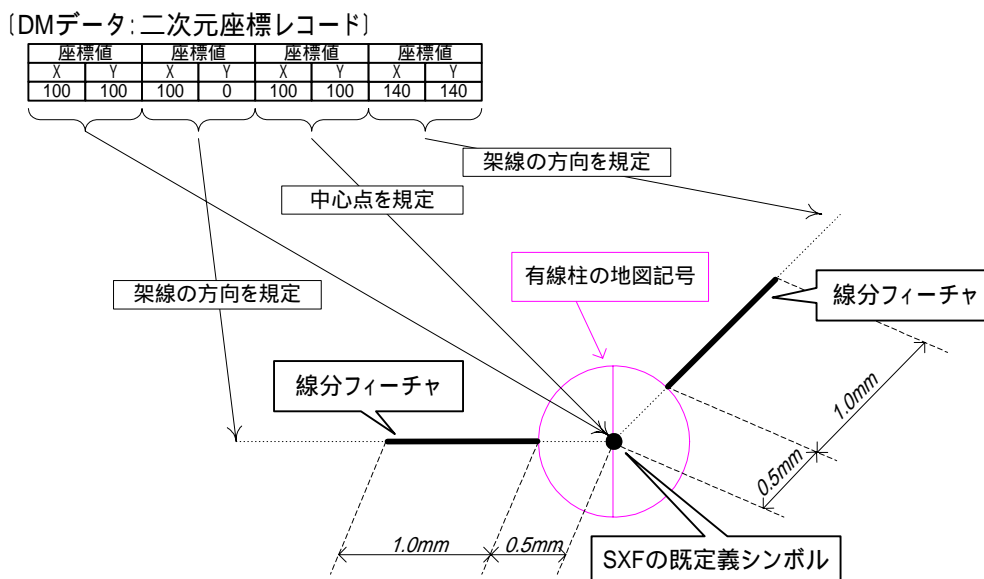 〔DMデータ:二次元座標レコード〕
座標値 座標値 座標値 座標値
X Y X Y X Y X Y
100 100 100 0 100 100 140 140
架線の方向を規定
中心点を規定
有線柱の地図記号
架線の方向を規定
線分フィーチャ
線分フィーチャ
1.0mm
0.5mm
1.0mm 0.5mm
SXFの既定義シンボル